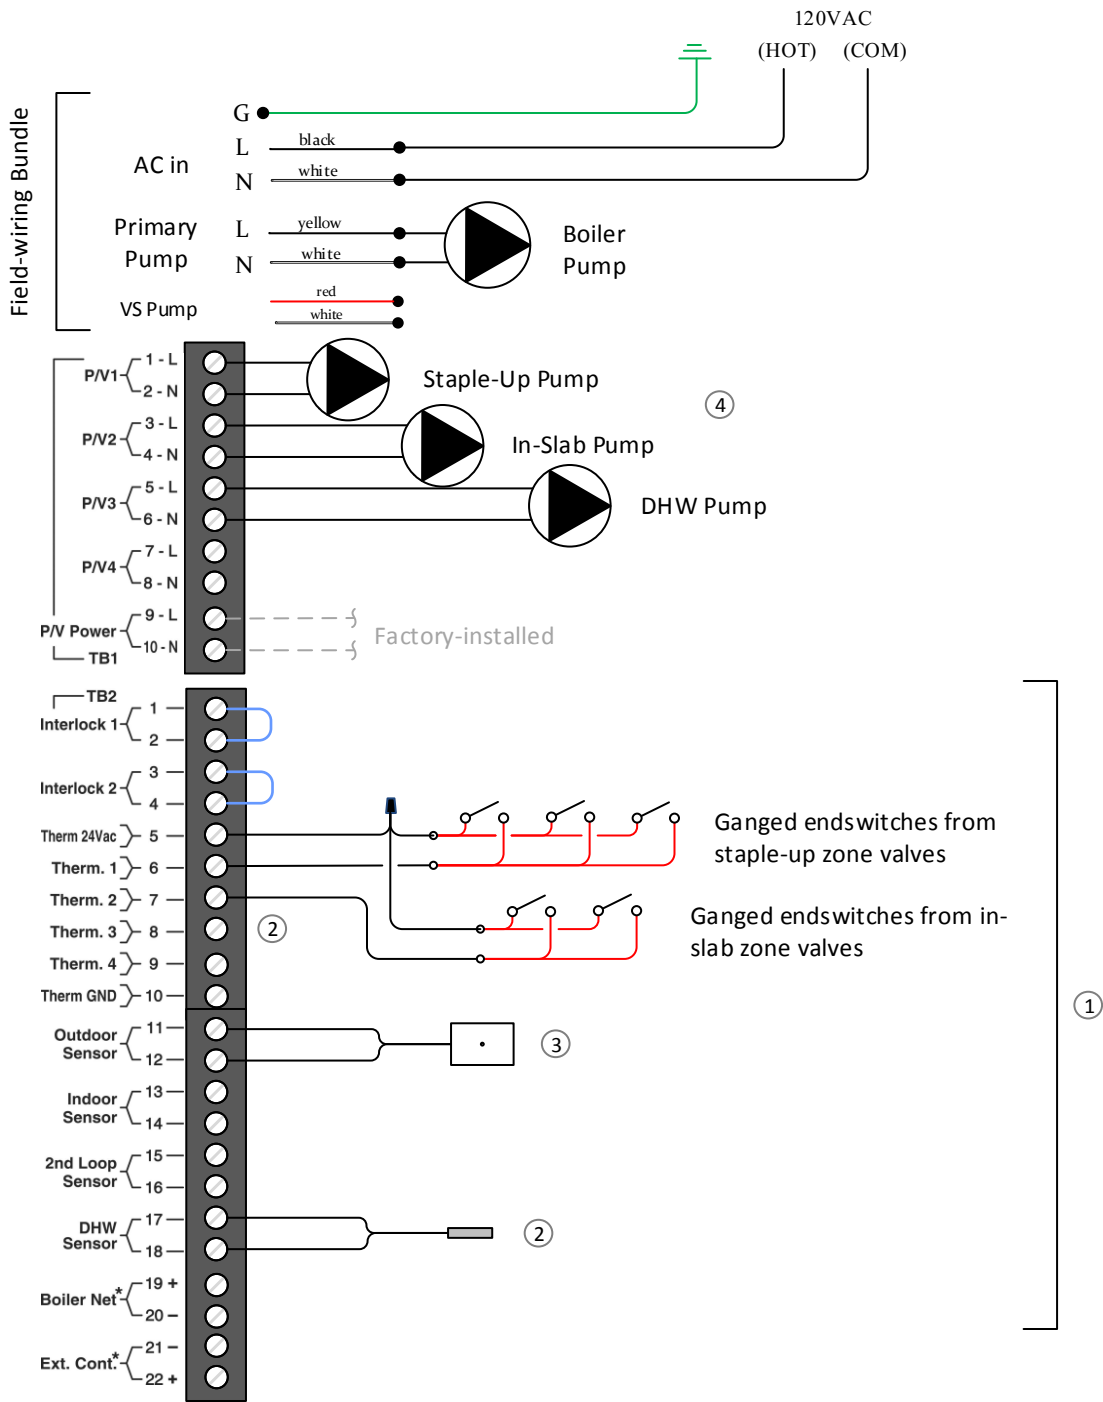 120VAC
(HOT) (COM)
Field-wiring Bundle
G
AC in
L black
N white
Primary
Pump
L yellow
N white
Boiler
Pump
VS Pump
red
white
P/V1
1 - L
2 - N
Staple-Up Pump
4
P/V2
3 - L
4 - N
In-Slab Pump
P/V3
5 - L
6 - N
DHW Pump
P/V4
7 - L
8 - N
P/V Power
9 - L
10 - N
Factory-installed
TB1
TB2
Interlock 1
1
2
Interlock 2
3
4
Therm 24Vac 5
Therm. 1 6
Therm. 2 7
Therm. 3 8
Therm. 4 9
Therm GND 10
2
Ganged endswitches from
staple-up zone valves
Ganged endswitches from in-
slab zone valves
1
Outdoor
Sensor
11
12
3
Indoor
Sensor
13
14
2nd Loop
Sensor
15
16
DHW
Sensor
17
18
2
Boiler Net*
19 +
20 –
Ext. Cont.*
21 –
22 +